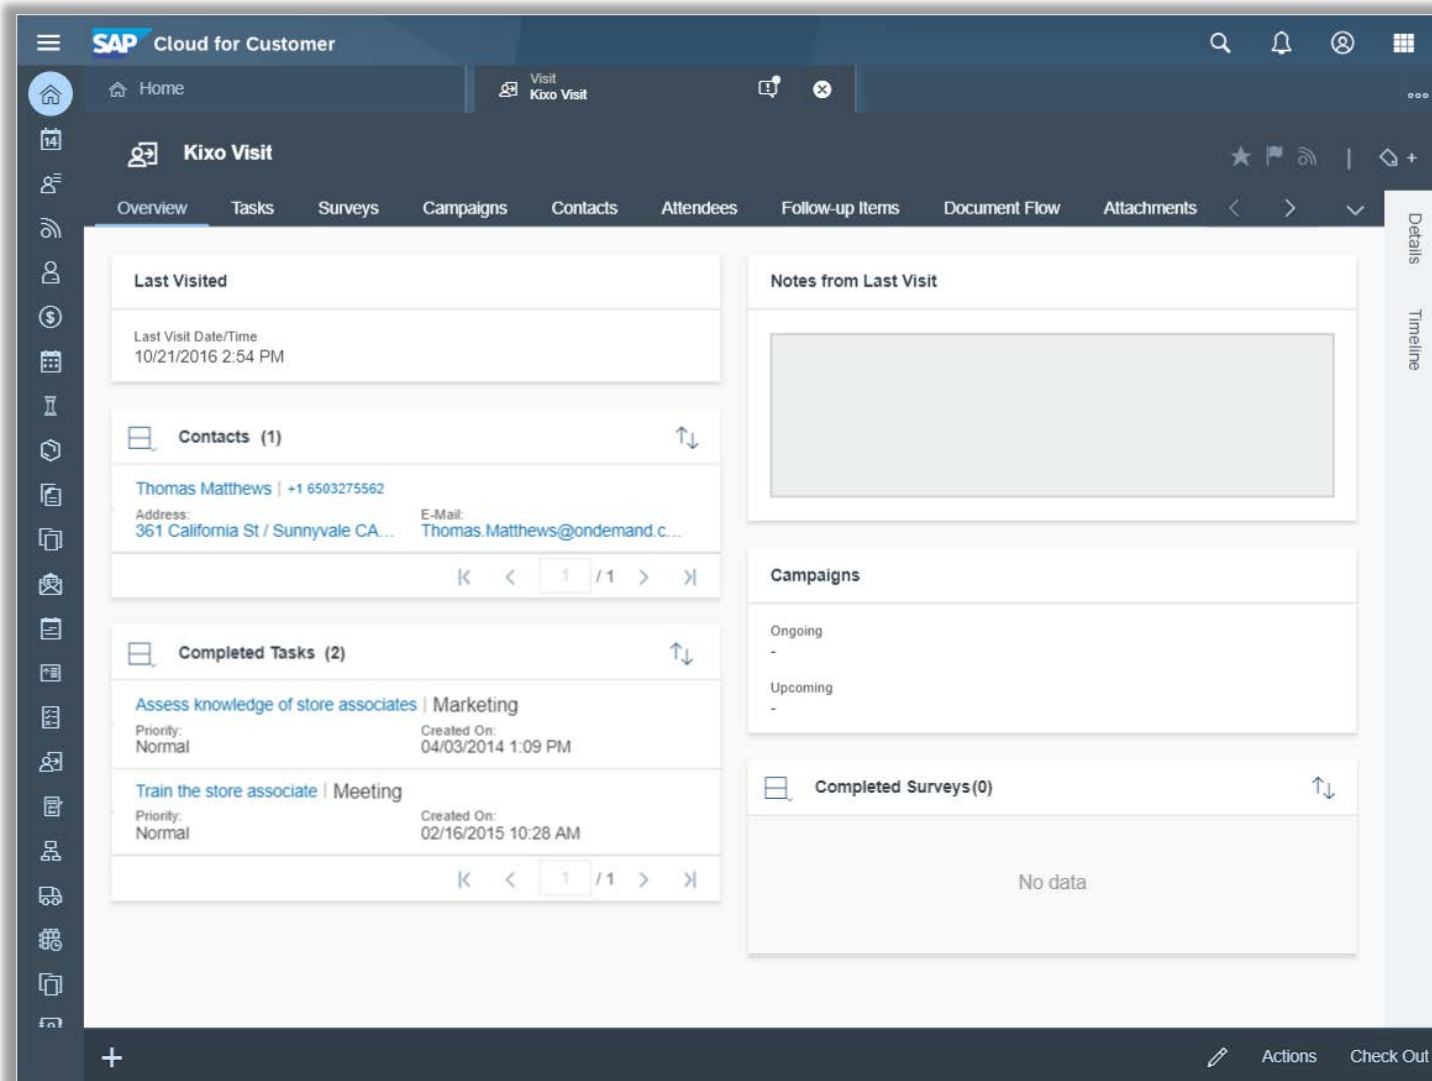 SAP Cloud for Customer
Home
Visit
Kixo Visit
14
Kixo Visit
Overview Tasks Surveys Campaigns Contacts Attendees Follow-up Items Document Flow Attachments
Details
Timeline
Last Visited
Last Visit Date/Time
10/21/2016 2:54 PM
Contacts (1)
Thomas Matthews | +1 6503275562
Address: E-Mail:
361 California St / Sunnyvale CA... Thomas.Matthews@ondemand.c...
1 / 1
Completed Tasks (2)
Assess knowledge of store associates | Marketing
Priority: Created On:
Normal 04/03/2014 1:09 PM
Train the store associate | Meeting
Priority: Created On:
Normal 02/16/2015 10:28 AM
1 / 1
Notes from Last Visit
Campaigns
Ongoing
-
Upcoming
-
Completed Surveys(0)
No data
Actions Check Out